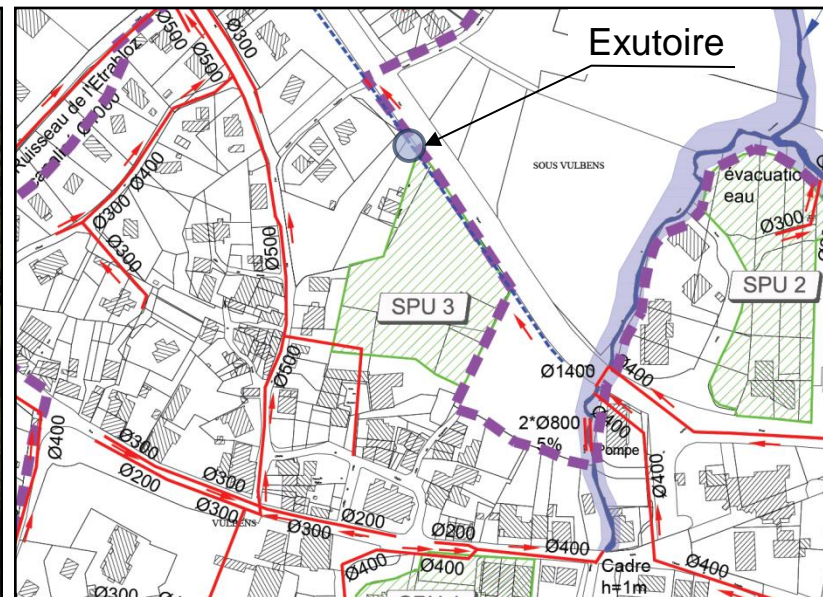 Exutoire
Ø500
Ø500
Ø300
Ruisseau de l'Etrabloz
Ø400
Ø300
Ø300
Ø500
SOUS VULBENS
évacuatio
eau
Ø300
SPU 2
SPU 3
Ø1400
Ø400
Ø500
2*Ø800
5%
Ø400
Pompe
Ø400
Ø300
Ø200
Ø300
Ø300
VULBENS
Ø300
Ø200
Ø200
Ø400
Ø400
Ø400
Ø400
Cadre
h=1m
Ø400
Ø300